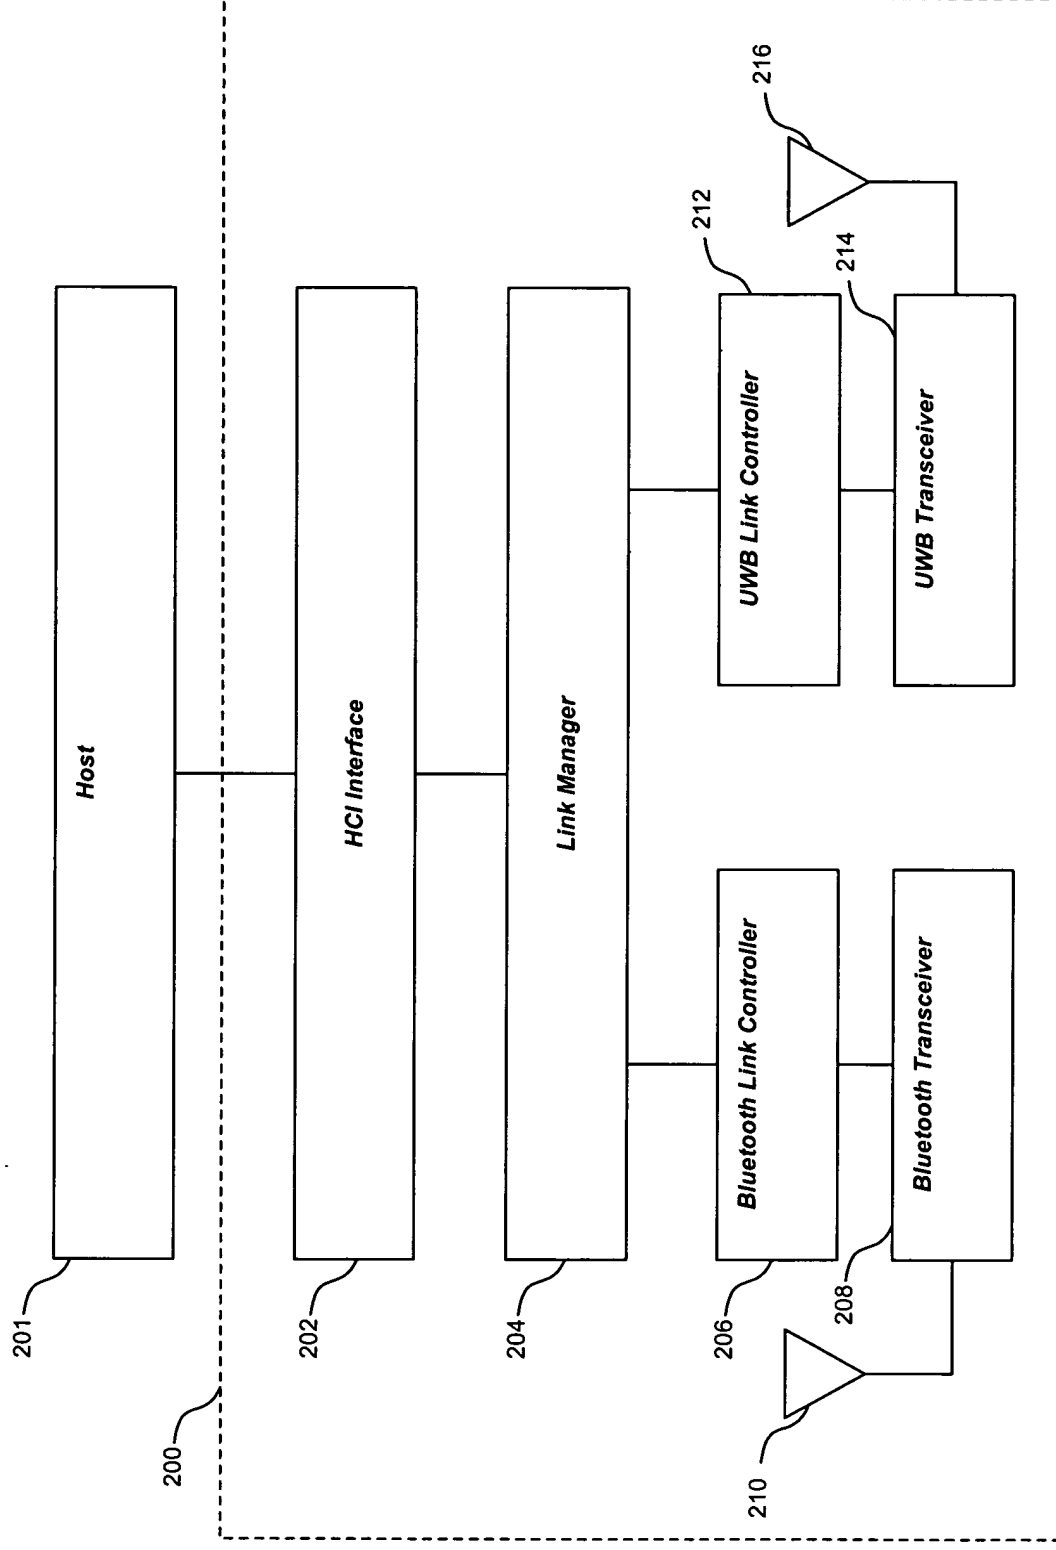 201
Host
200
202
HCI Interface
204
Link Manager
206
Bluetooth Link Controller
UWB Link Controller
212
208
Bluetooth Transceiver
UWB Transceiver
214
210
216